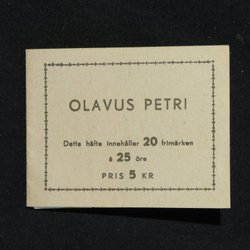 OLAVUS PETRI
Detta häfte innehåller 20 frimärken
à 25 öre
PRIS 5 KR